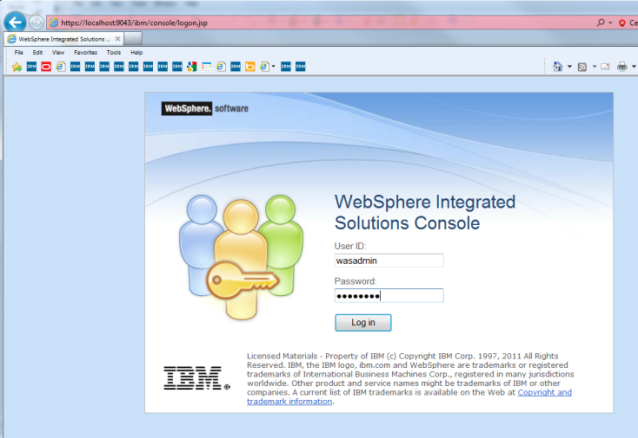 https://localhost:9043/ibm/console/logon.jsp
Ce
WebSphere Integrated Solutions ...
File Edit View Favorites Tools Help
WebSphere. software
WebSphere Integrated
Solutions Console
User ID:
wasadmin
Password:
••••••••
Log in
Licensed Materials - Property of IBM (c) Copyright IBM Corp. 1997, 2011 All Rights
Reserved. IBM, the IBM logo, ibm.com and WebSphere are trademarks or registered
trademarks of International Business Machines Corp., registered in many jurisdictions
worldwide. Other product and service names might be trademarks of IBM or other
companies. A current list of IBM trademarks is available on the Web at Copyright and
trademark information.
IBM